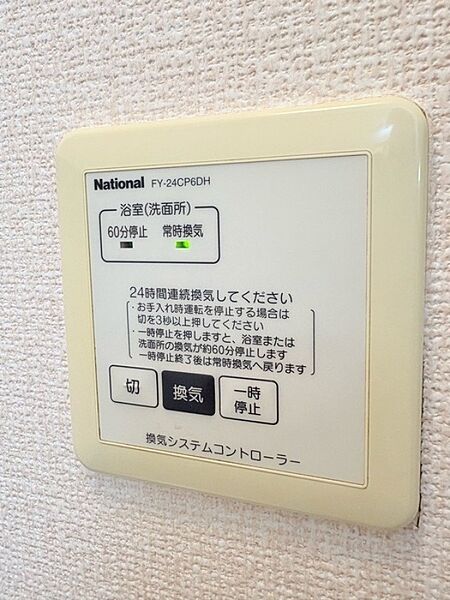 National FY-24CP6DH
浴室(洗面所)
60分停止 常時換気
24時間連続換気してください
・お手入れ時運転を停止する場合は
切を3秒以上押してください
・一時停止を押しますと、浴室または
洗面所の換気が約60分停止します
一時停止終了後は常時換気へ戻ります
切 換気 一時
停止
換気システムコントローラー